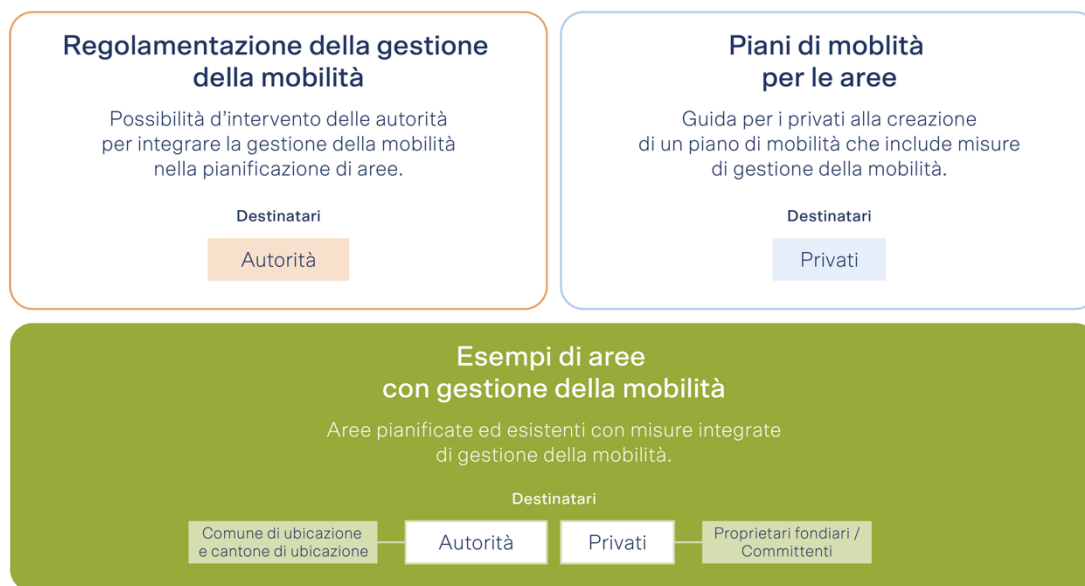 Regolamentazione della gestione
della mobilità
Possibilità d'intervento delle autorità
per integrare la gestione della mobilità
nella pianificazione di aree.
Destinatari
Autorità
Piani di moblità
per le aree
Guida per i privati alla creazione
di un piano di mobilità che include misure
di gestione della mobilità.
Destinatari
Privati
Esempi di aree
con gestione della mobilità
Aree pianificate ed esistenti con misure integrate
di gestione della mobilità.
Destinatari
Comune di ubicazione
e cantone di ubicazione
Autorità
Privati
Proprietari fondiari /
Committenti